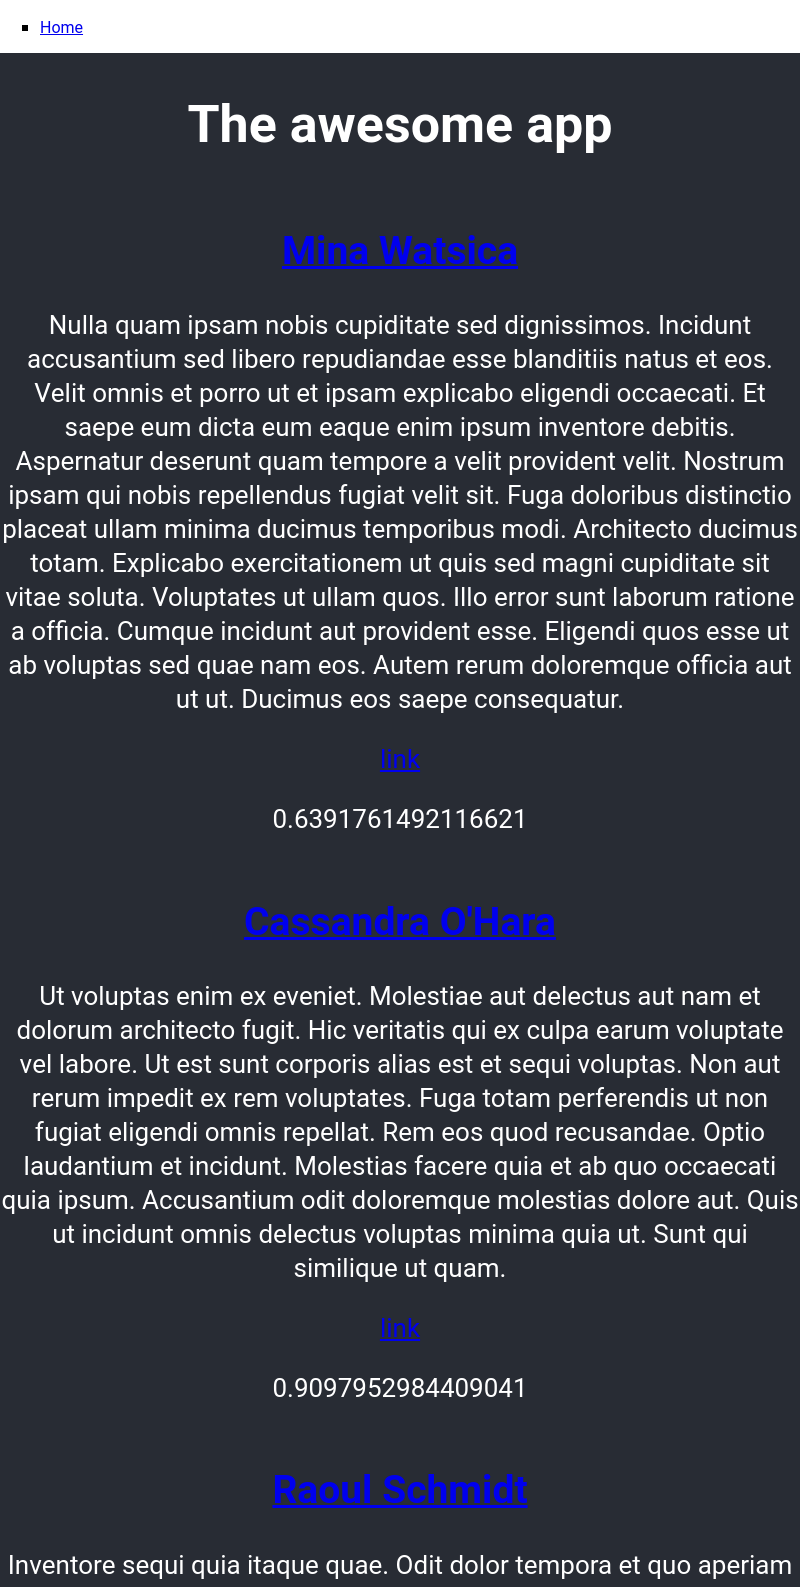 Home
The awesome app
Mina Watsica
Nulla quam ipsam nobis cupiditate sed dignissimos. Incidunt
accusantium sed libero repudiandae esse blanditiis natus et eos.
Velit omnis et porro ut et ipsam explicabo eligendi occaecati. Et
saepe eum dicta eum eaque enim ipsum inventore debitis.
Aspernatur deserunt quam tempore a velit provident velit. Nostrum
ipsam qui nobis repellendus fugiat velit sit. Fuga doloribus distinctio
placeat ullam minima ducimus temporibus modi. Architecto ducimus
totam. Explicabo exercitationem ut quis sed magni cupiditate sit
vitae soluta. Voluptates ut ullam quos. Illo error sunt laborum ratione
a officia. Cumque incidunt aut provident esse. Eligendi quos esse ut
ab voluptas sed quae nam eos. Autem rerum doloremque officia aut
ut ut. Ducimus eos saepe consequatur.
link
0.6391761492116621
Cassandra O'Hara
Ut voluptas enim ex eveniet. Molestiae aut delectus aut nam et
dolorum architecto fugit. Hic veritatis qui ex culpa earum voluptate
vel labore. Ut est sunt corporis alias est et sequi voluptas. Non aut
rerum impedit ex rem voluptates. Fuga totam perferendis ut non
fugiat eligendi omnis repellat. Rem eos quod recusandae. Optio
laudantium et incidunt. Molestias facere quia et ab quo occaecati
quia ipsum. Accusantium odit doloremque molestias dolore aut. Quis
ut incidunt omnis delectus voluptas minima quia ut. Sunt qui
similique ut quam.
link
0.9097952984409041
Raoul Schmidt
Inventore sequi quia itaque quae. Odit dolor tempora et quo aperiam